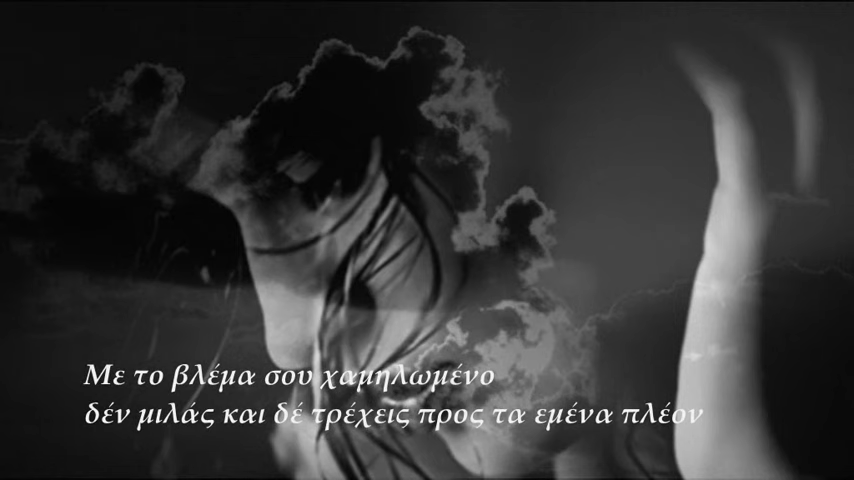 Με το βλέμα σου χαμηλωμένο
δέν μιλάς και δέ τρέχεις προς τα εμένα πλέον